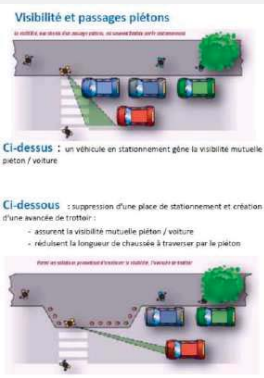 Visibilité et passages piétons
Ci-dessus : un véhicule en stationnement gêne la visibilité mutuelle
piéton / voiture
Ci-dessous : suppression d'une place de stationnement et création
d'une avancée de trottoir :
- assurent la visibilité mutuelle piéton / voiture
- réduisent la longueur de chaussée à traverser par le piéton